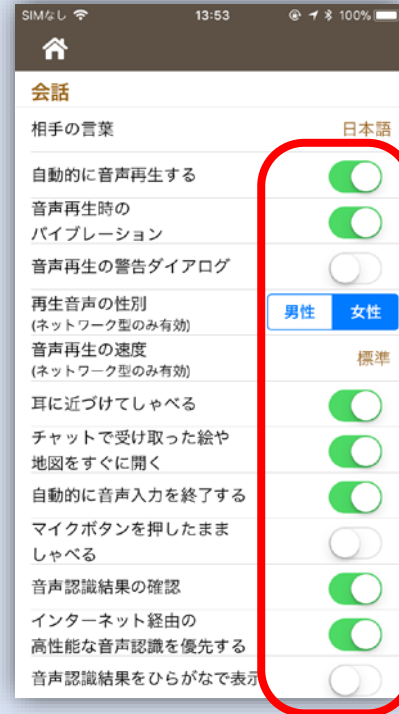 SIMなし 13:53 100%
会話
相手の言葉 日本語
自動的に音声再生する
音声再生時の
バイブレーション
音声再生の警告ダイアログ
再生音声の性別 男性 女性
(ネットワーク型のみ有効)
音声再生の速度 標準
(ネットワーク型のみ有効)
耳に近づけてしゃべる
チャットで受け取った絵や
地図をすぐに開く
自動的に音声入力を終了する
マイクボタンを押したまま
しゃべる
音声認識結果の確認
インターネット経由の
高性能な音声認識を優先する
音声認識結果をひらがなで表示